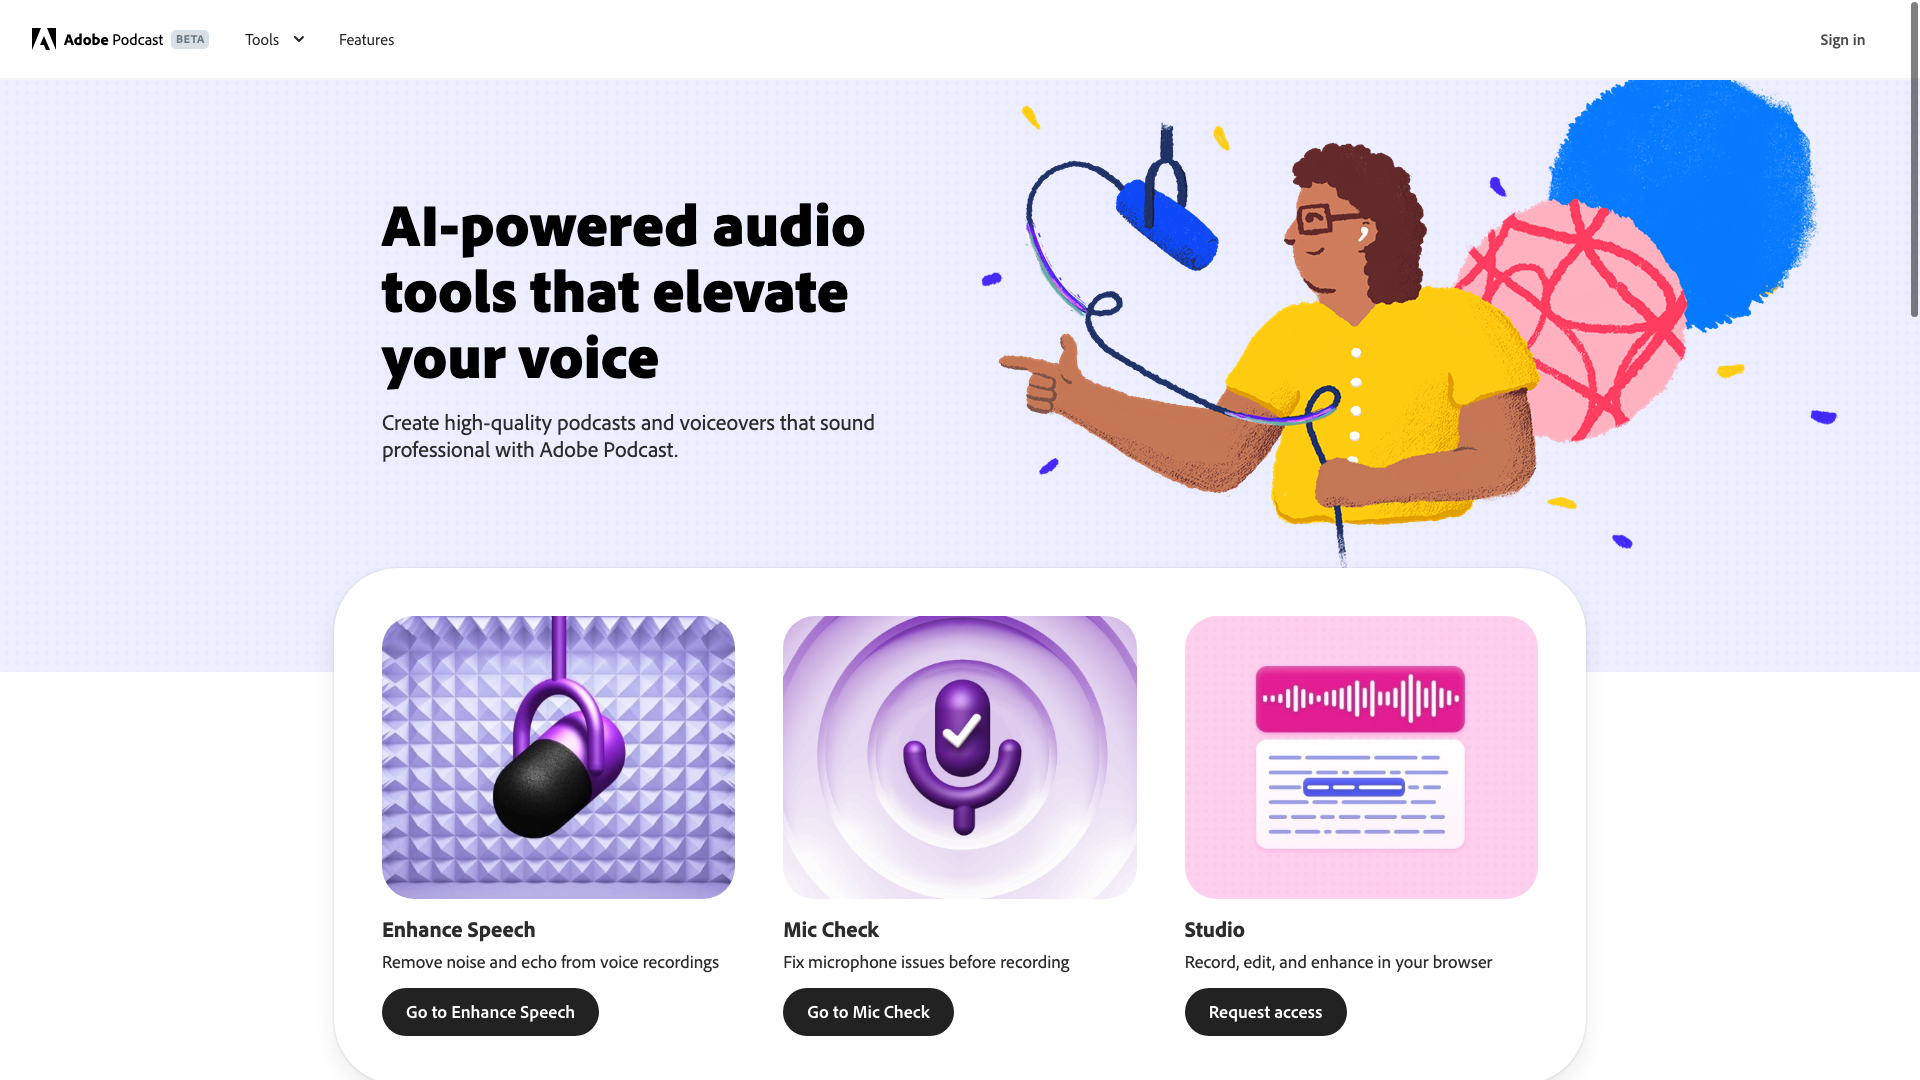 Adobe Podcast BETA
Tools
Features
Sign in
AI-powered audio
tools that elevate
your voice
Create high-quality podcasts and voiceovers that sound
professional with Adobe Podcast.
Enhance Speech
Remove noise and echo from voice recordings
Go to Enhance Speech
Mic Check
Fix microphone issues before recording
Go to Mic Check
Studio
Record, edit, and enhance in your browser
Request access